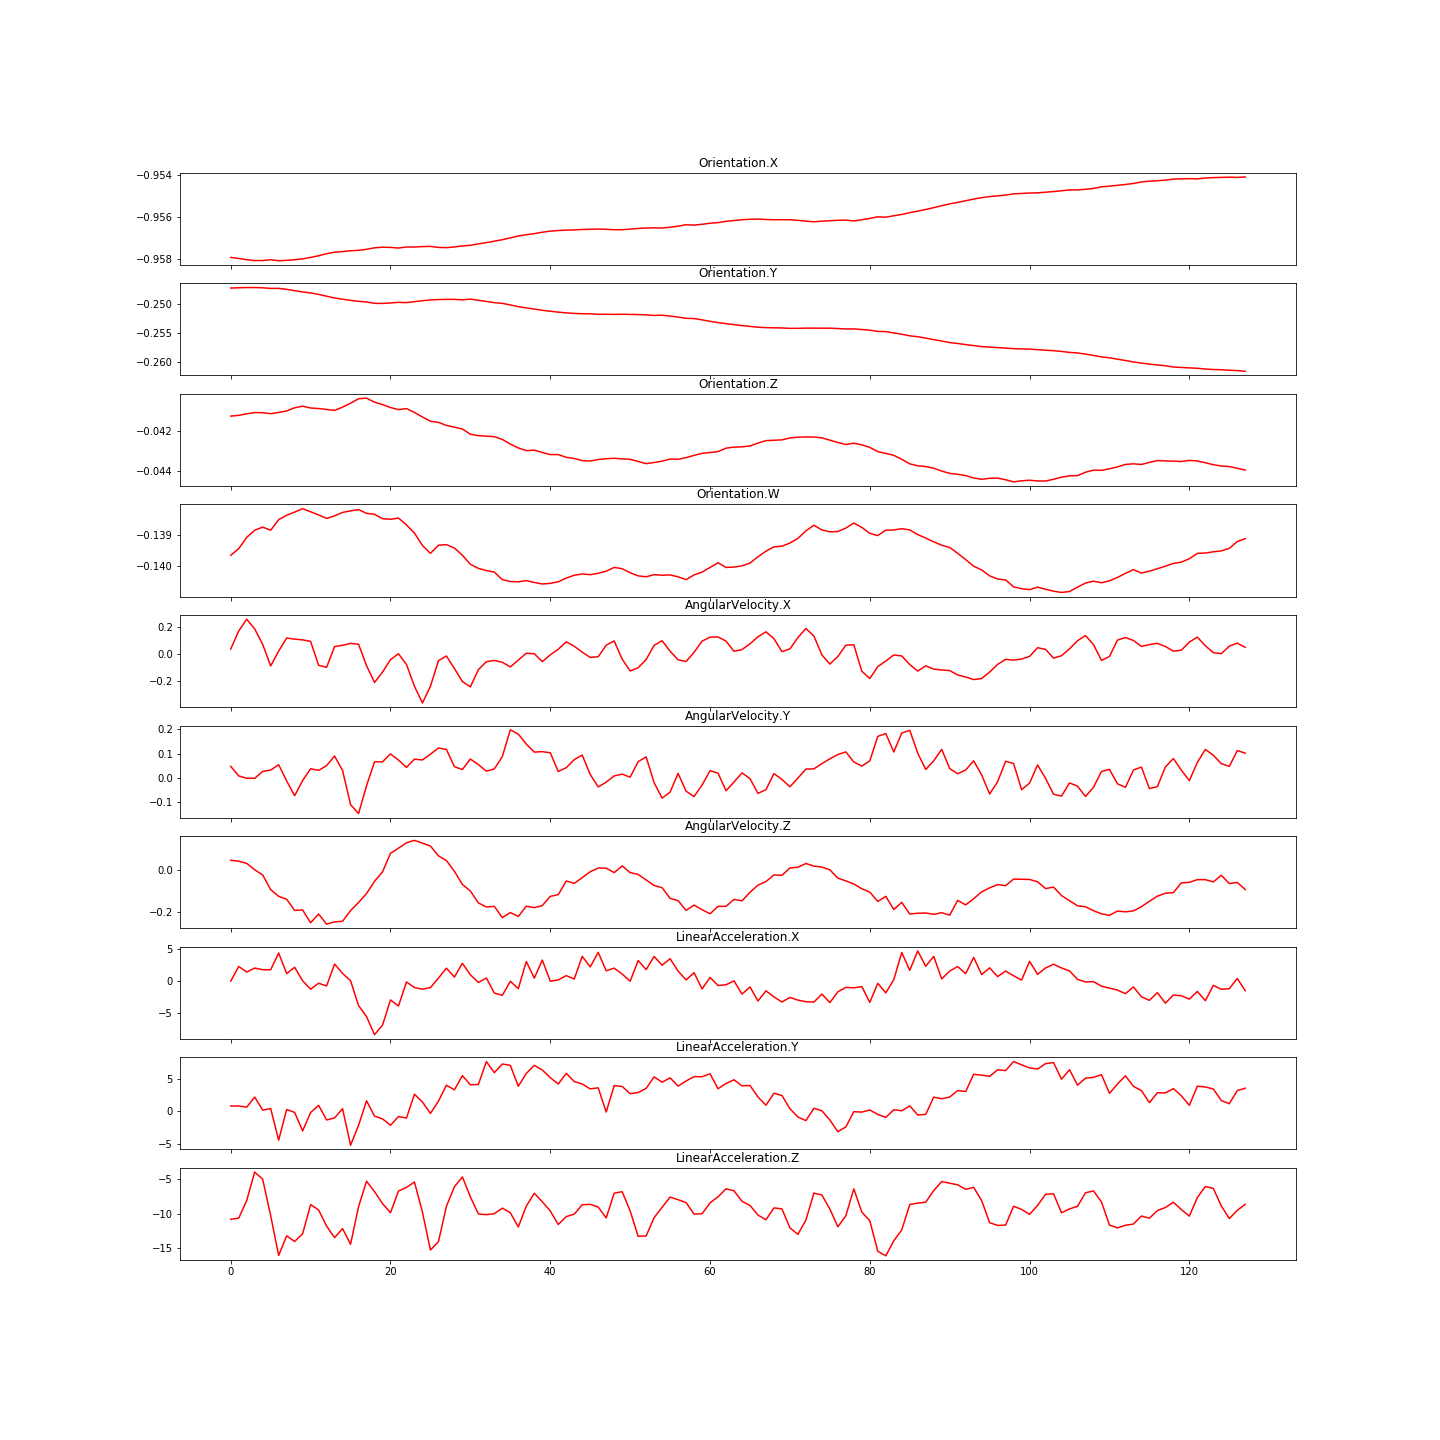 Orientation.X
−0.954
−0.956
−0.958
Orientation.Y
−0.250
−0.255
−0.260
Orientation.Z
−0.042
−0.044
Orientation.W
−0.139
−0.140
AngularVelocity.X
0.2
0.0
−0.2
AngularVelocity.Y
0.2
0.1
0.0
−0.1
AngularVelocity.Z
0.0
−0.2
LinearAcceleration.X
5
0
−5
LinearAcceleration.Y
5
0
−5
LinearAcceleration.Z
−5
−10
−15
0 20 40 60 80 100 120